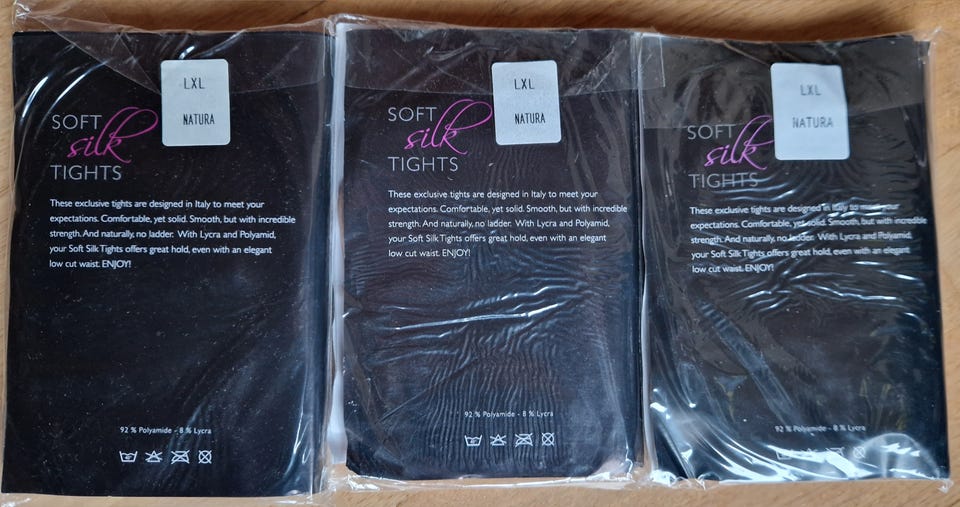 LXL
NATURA
SOFT
silk
TIGHTS
These exclusive tights are designed in Italy to meet your
expectations. Comfortable, yet solid. Smooth, but with incredible
strength. And naturally, no ladder. With Lycra and Polyamid,
your Soft Silk Tights offers great hold, even with an elegant
low cut waist. ENJOY!
92 % Polyamide - 8 % Lycra
LXL
NATURA
SOFT
silk
TIGHTS
These exclusive tights are designed in Italy to meet your
expectations. Comfortable, yet solid. Smooth, but with incredible
strength. And naturally, no ladder. With Lycra and Polyamid,
your Soft Silk Tights offers great hold, even with an elegant
low cut waist. ENJOY!
92 % Polyamide - 8 % Lycra
LXL
NATURA
SOFT
silk
TIGHTS
These exclusive tights are designed in Italy to meet your
expectations. Comfortable, yet solid. Smooth, but with incredible
strength. And naturally, no ladder. With Lycra and Polyamid,
your Soft Silk Tights offers great hold, even with an elegant
low cut waist. ENJOY!
92 % Polyamide - 8 % Lycra